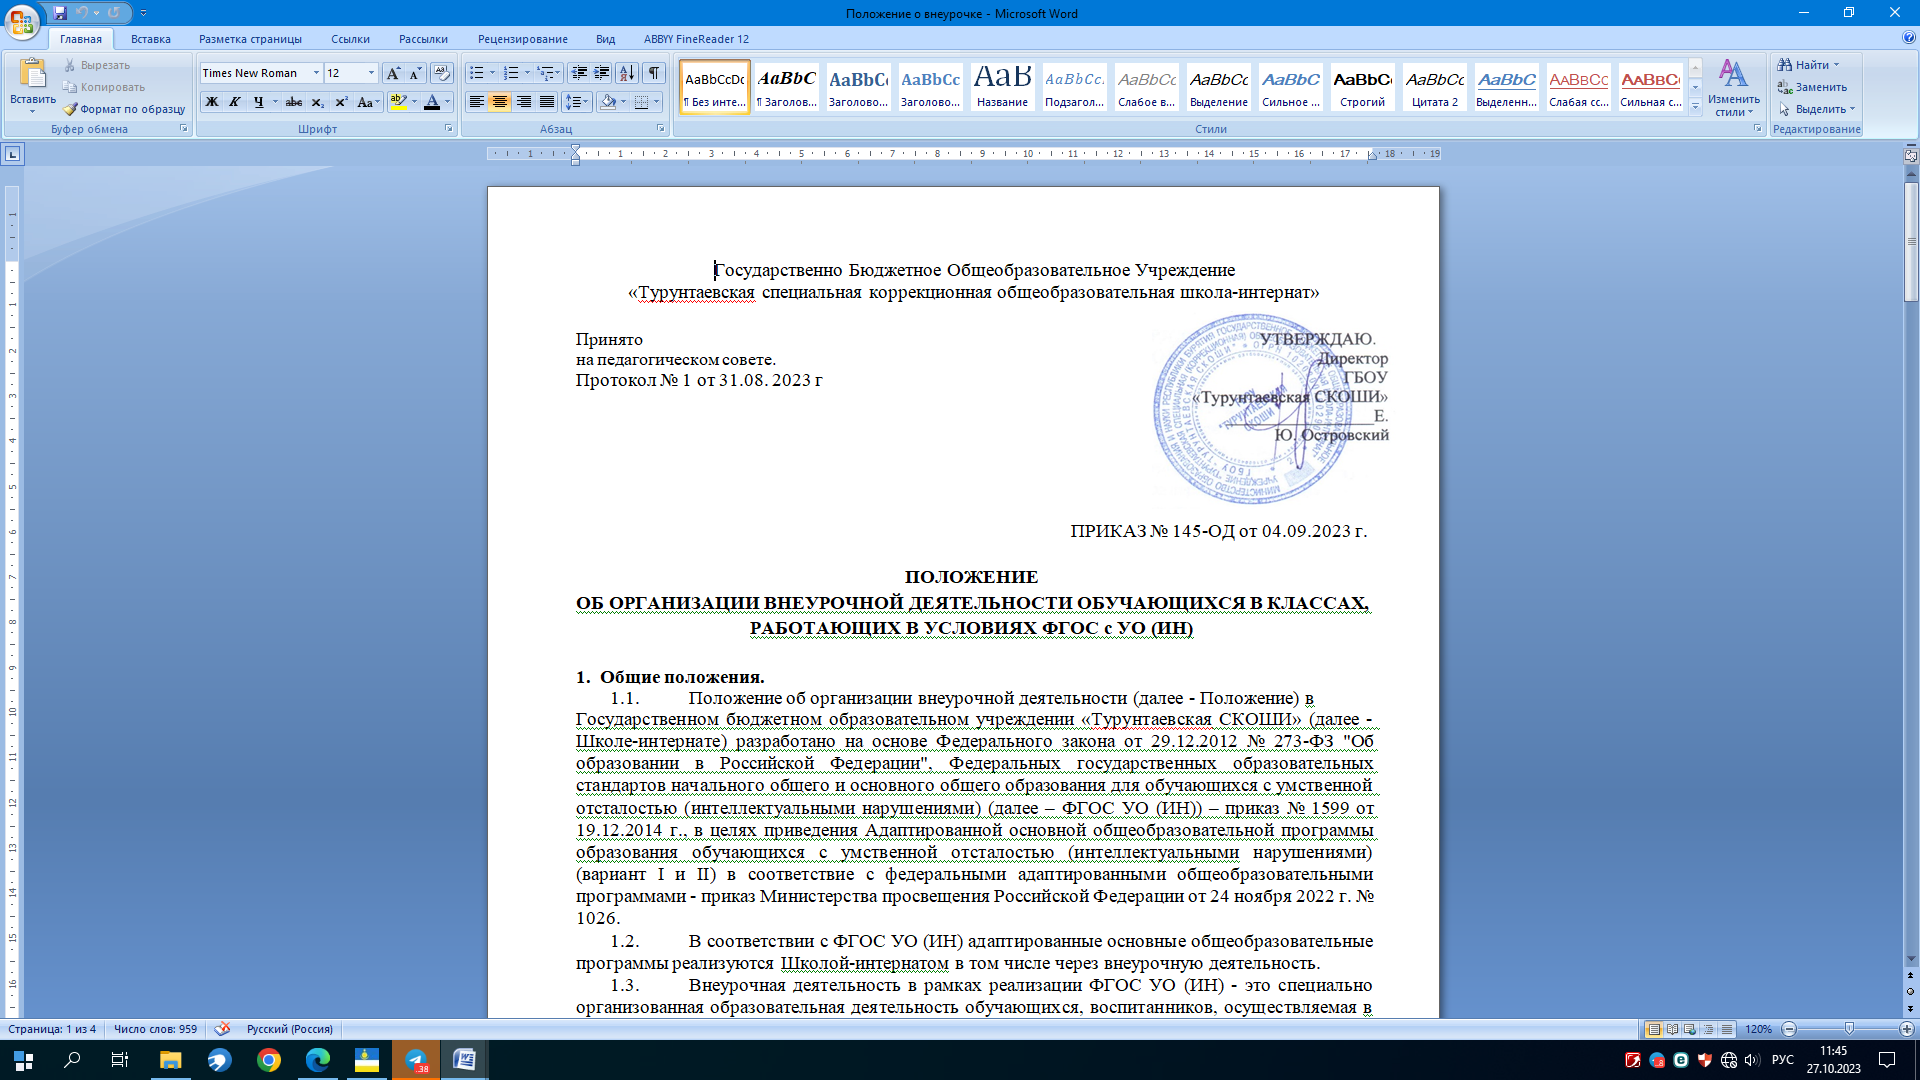 Положение о внеурочке - Microsoft Word
Главная Вставка Разметка страницы Ссылки Рассылки Рецензирование Вид ABBYY FineReader 12
Вставить
Вырезать
Копировать
Формат по образцу
Буфер обмена
Times New Roman 12
Шрифт
Абзац
AaBbCcDc AaBbC AaBbCc AaBbCc AaB AaBbCc. AaBbCcDc AaBbCcDc AaBbCcDc AaBbCcDc AaBbCcDc AaBbCcDc AaBbCcDc AaBbCcDc
¶ Без инте... ¶ Заголов... Заголово... Заголово... Название Подзагол... Слабое в... Выделение Сильное ... Строгий Цитата 2 Выделенн... Слабая сс... Сильная с...
Изменить стили
Стили
Найти
Заменить
Выделить
Редактирование
Государственно Бюджетное Общеобразовательное Учреждение
«Турунтаевская специальная коррекционная общеобразовательная школа-интернат»
Принято
на педагогическом совете.
Протокол № 1 от 31.08. 2023 г
УТВЕРЖДАЮ.
Директор
ГБОУ
«Турунтаевская СКОШИ»
Е.
Ю. Островский
ПРИКАЗ № 145-ОД от 04.09.2023 г.
ПОЛОЖЕНИЕ
ОБ ОРГАНИЗАЦИИ ВНЕУРОЧНОЙ ДЕЯТЕЛЬНОСТИ ОБУЧАЮЩИХСЯ В КЛАССАХ,
РАБОТАЮЩИХ В УСЛОВИЯХ ФГОС с УО (ИН)
1. Общие положения.
1.1. Положение об организации внеурочной деятельности (далее - Положение) в
Государственном бюджетном образовательном учреждении «Турунтаевская СКОШИ» (далее -
Школе-интернате) разработано на основе Федерального закона от 29.12.2012 № 273-ФЗ "Об
образовании в Российской Федерации", Федеральных государственных образовательных
стандартов начального общего и основного общего образования для обучающихся с умственной
отсталостью (интеллектуальными нарушениями) (далее – ФГОС УО (ИН)) – приказ № 1599 от
19.12.2014 г., в целях приведения Адаптированной основной общеобразовательной программы
образования обучающихся с умственной отсталостью (интеллектуальными нарушениями)
(вариант I и II) в соответствие с федеральными адаптированными общеобразовательными
программами - приказ Министерства просвещения Российской Федерации от 24 ноября 2022 г. №
1026.
1.2. В соответствии с ФГОС УО (ИН) адаптированные основные общеобразовательные
программы реализуются Школой-интернатом в том числе через внеурочную деятельность.
1.3. Внеурочная деятельность в рамках реализации ФГОС УО (ИН) - это специально
организованная образовательная деятельность обучающихся, воспитанников, осуществляемая в
Страница: 1 из 4 Число слов: 959 Русский (Россия) 120%
РУС
11:45
27.10.2023